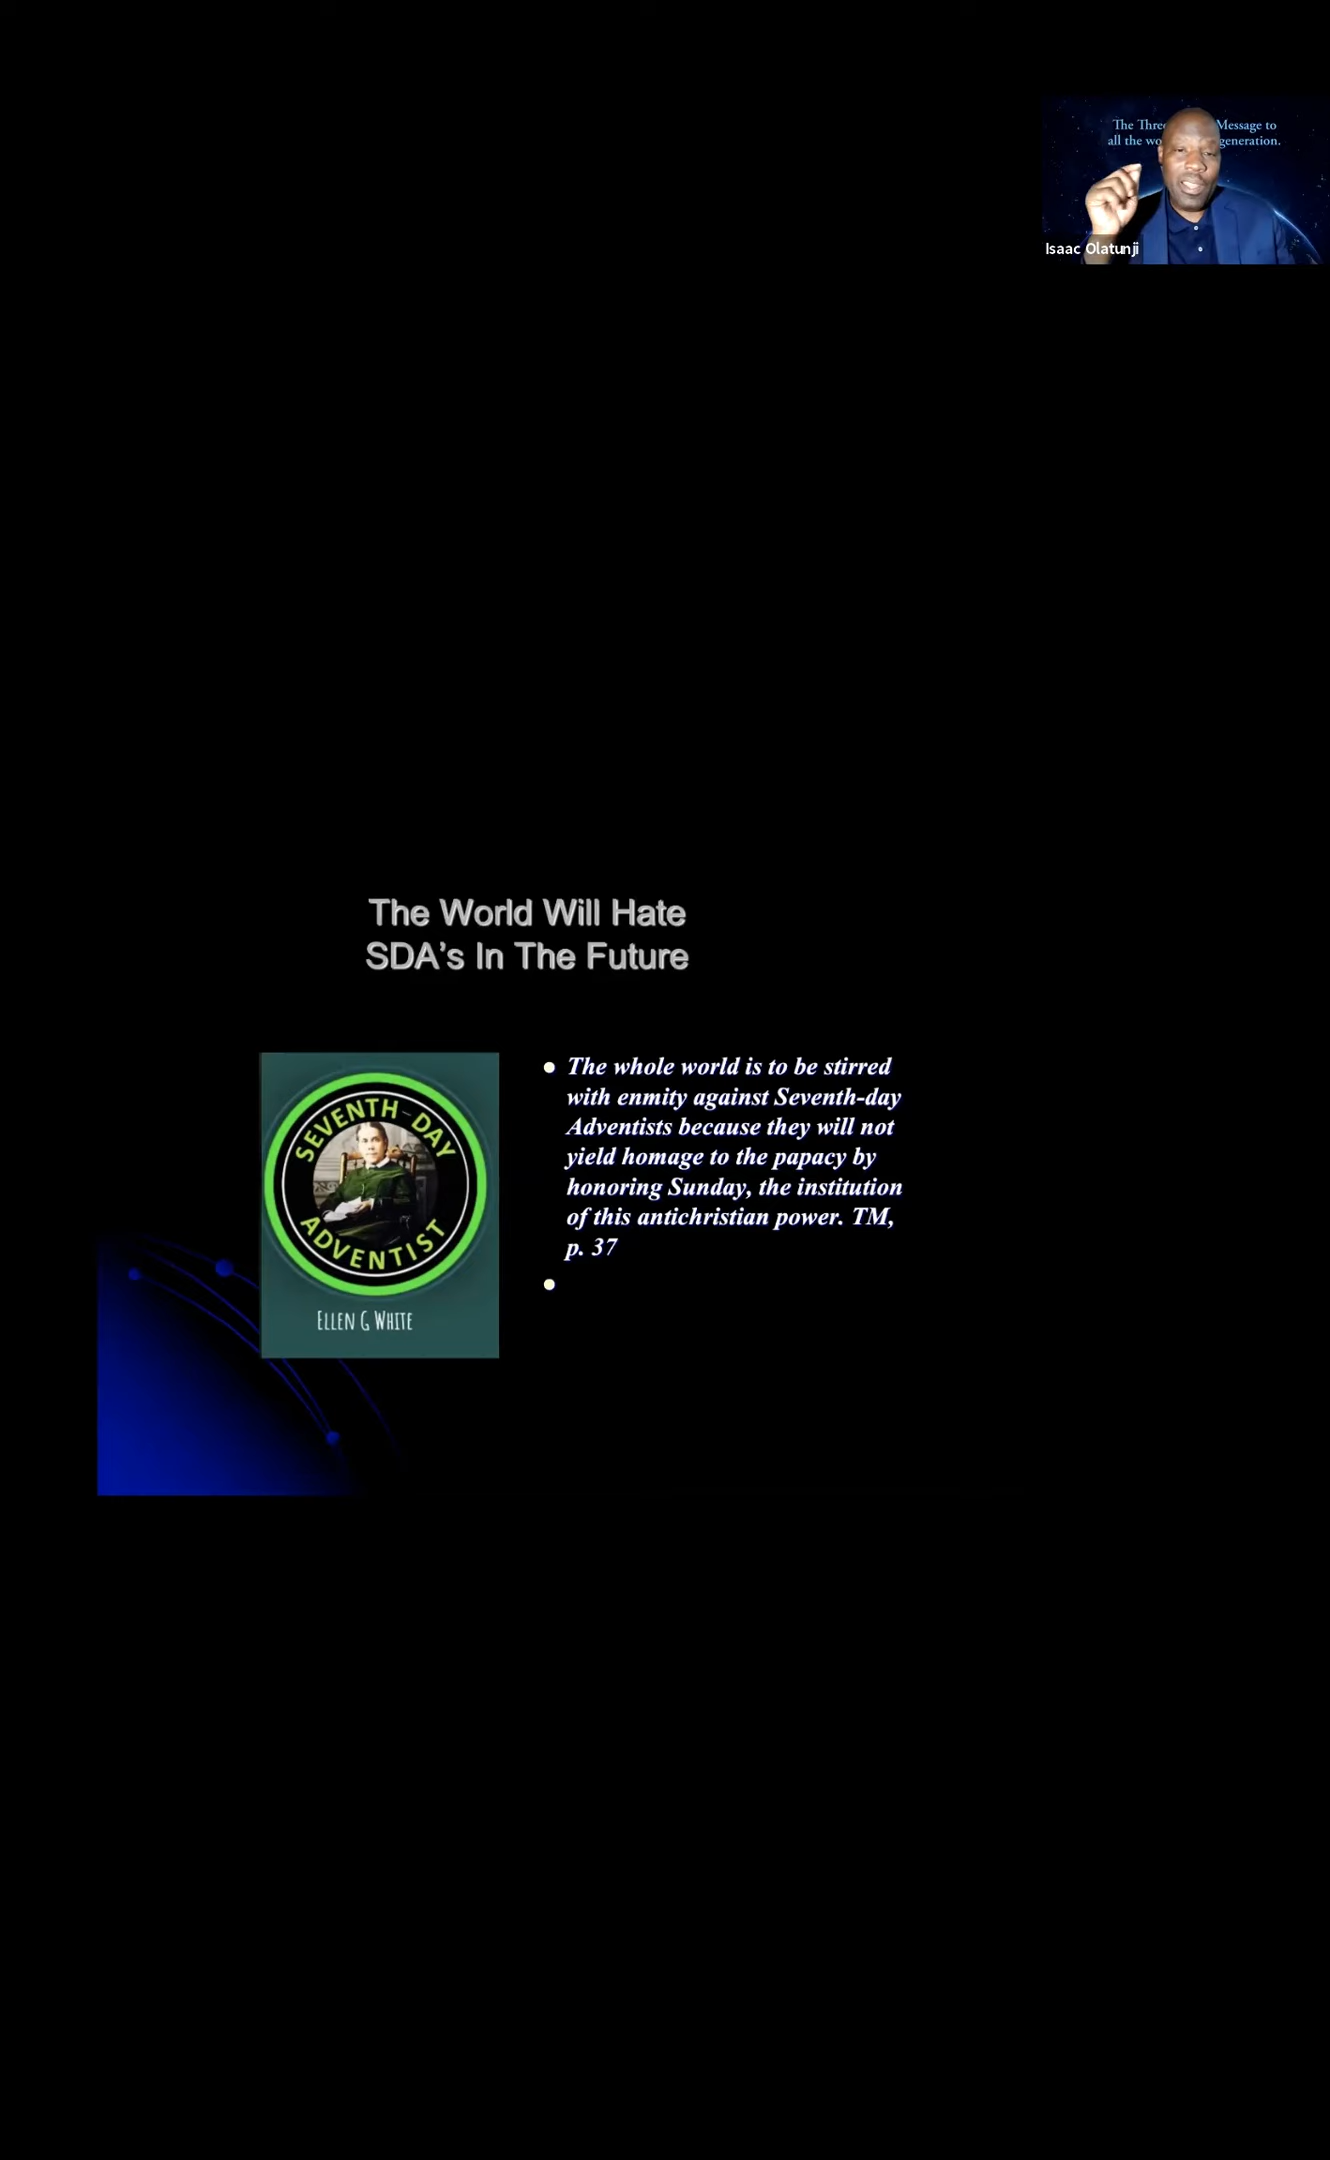 The Thre Message to
all the wo generation.
Isaac Olatunji
The World Will Hate
SDA's In The Future
SEVENTH-DAY
ADVENTIST
ELLEN G WHITE
The whole world is to be stirred
with enmity against Seventh-day
Adventists because they will not
yield homage to the papacy by
honoring Sunday, the institution
of this antichristian power. TM,
p. 37